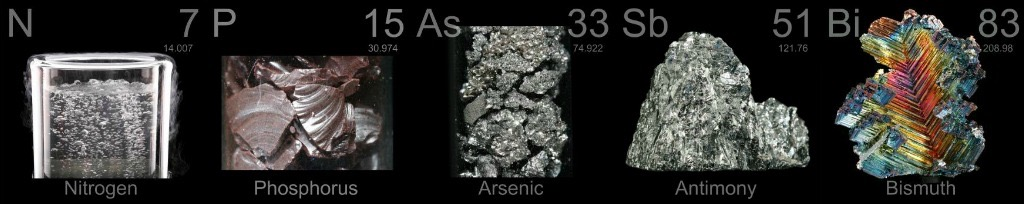 N 7
14.007
Nitrogen
P 15
30.974
Phosphorus
As 33
74.922
Arsenic
Sb 51
121.76
Antimony
Bi 83
208.98
Bismuth